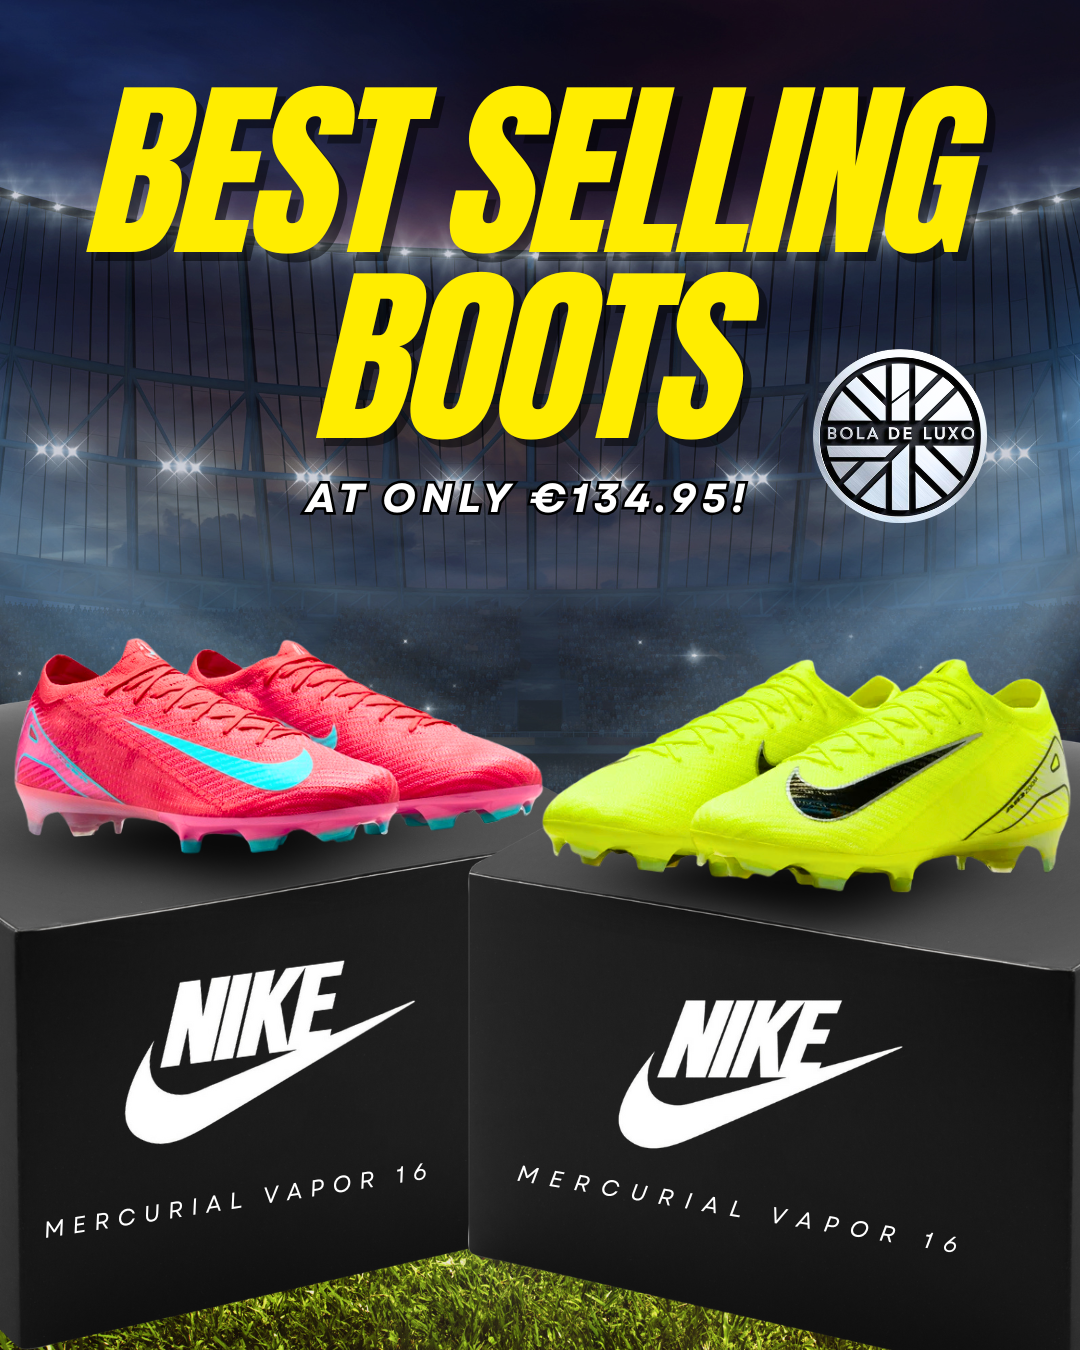 BEST SELLING
BOOTS
BOLA DE LUXO
AT ONLY €134.95!
NIKE
MERCURIAL VAPOR 16
NIKE
MERCURIAL VAPOR 16